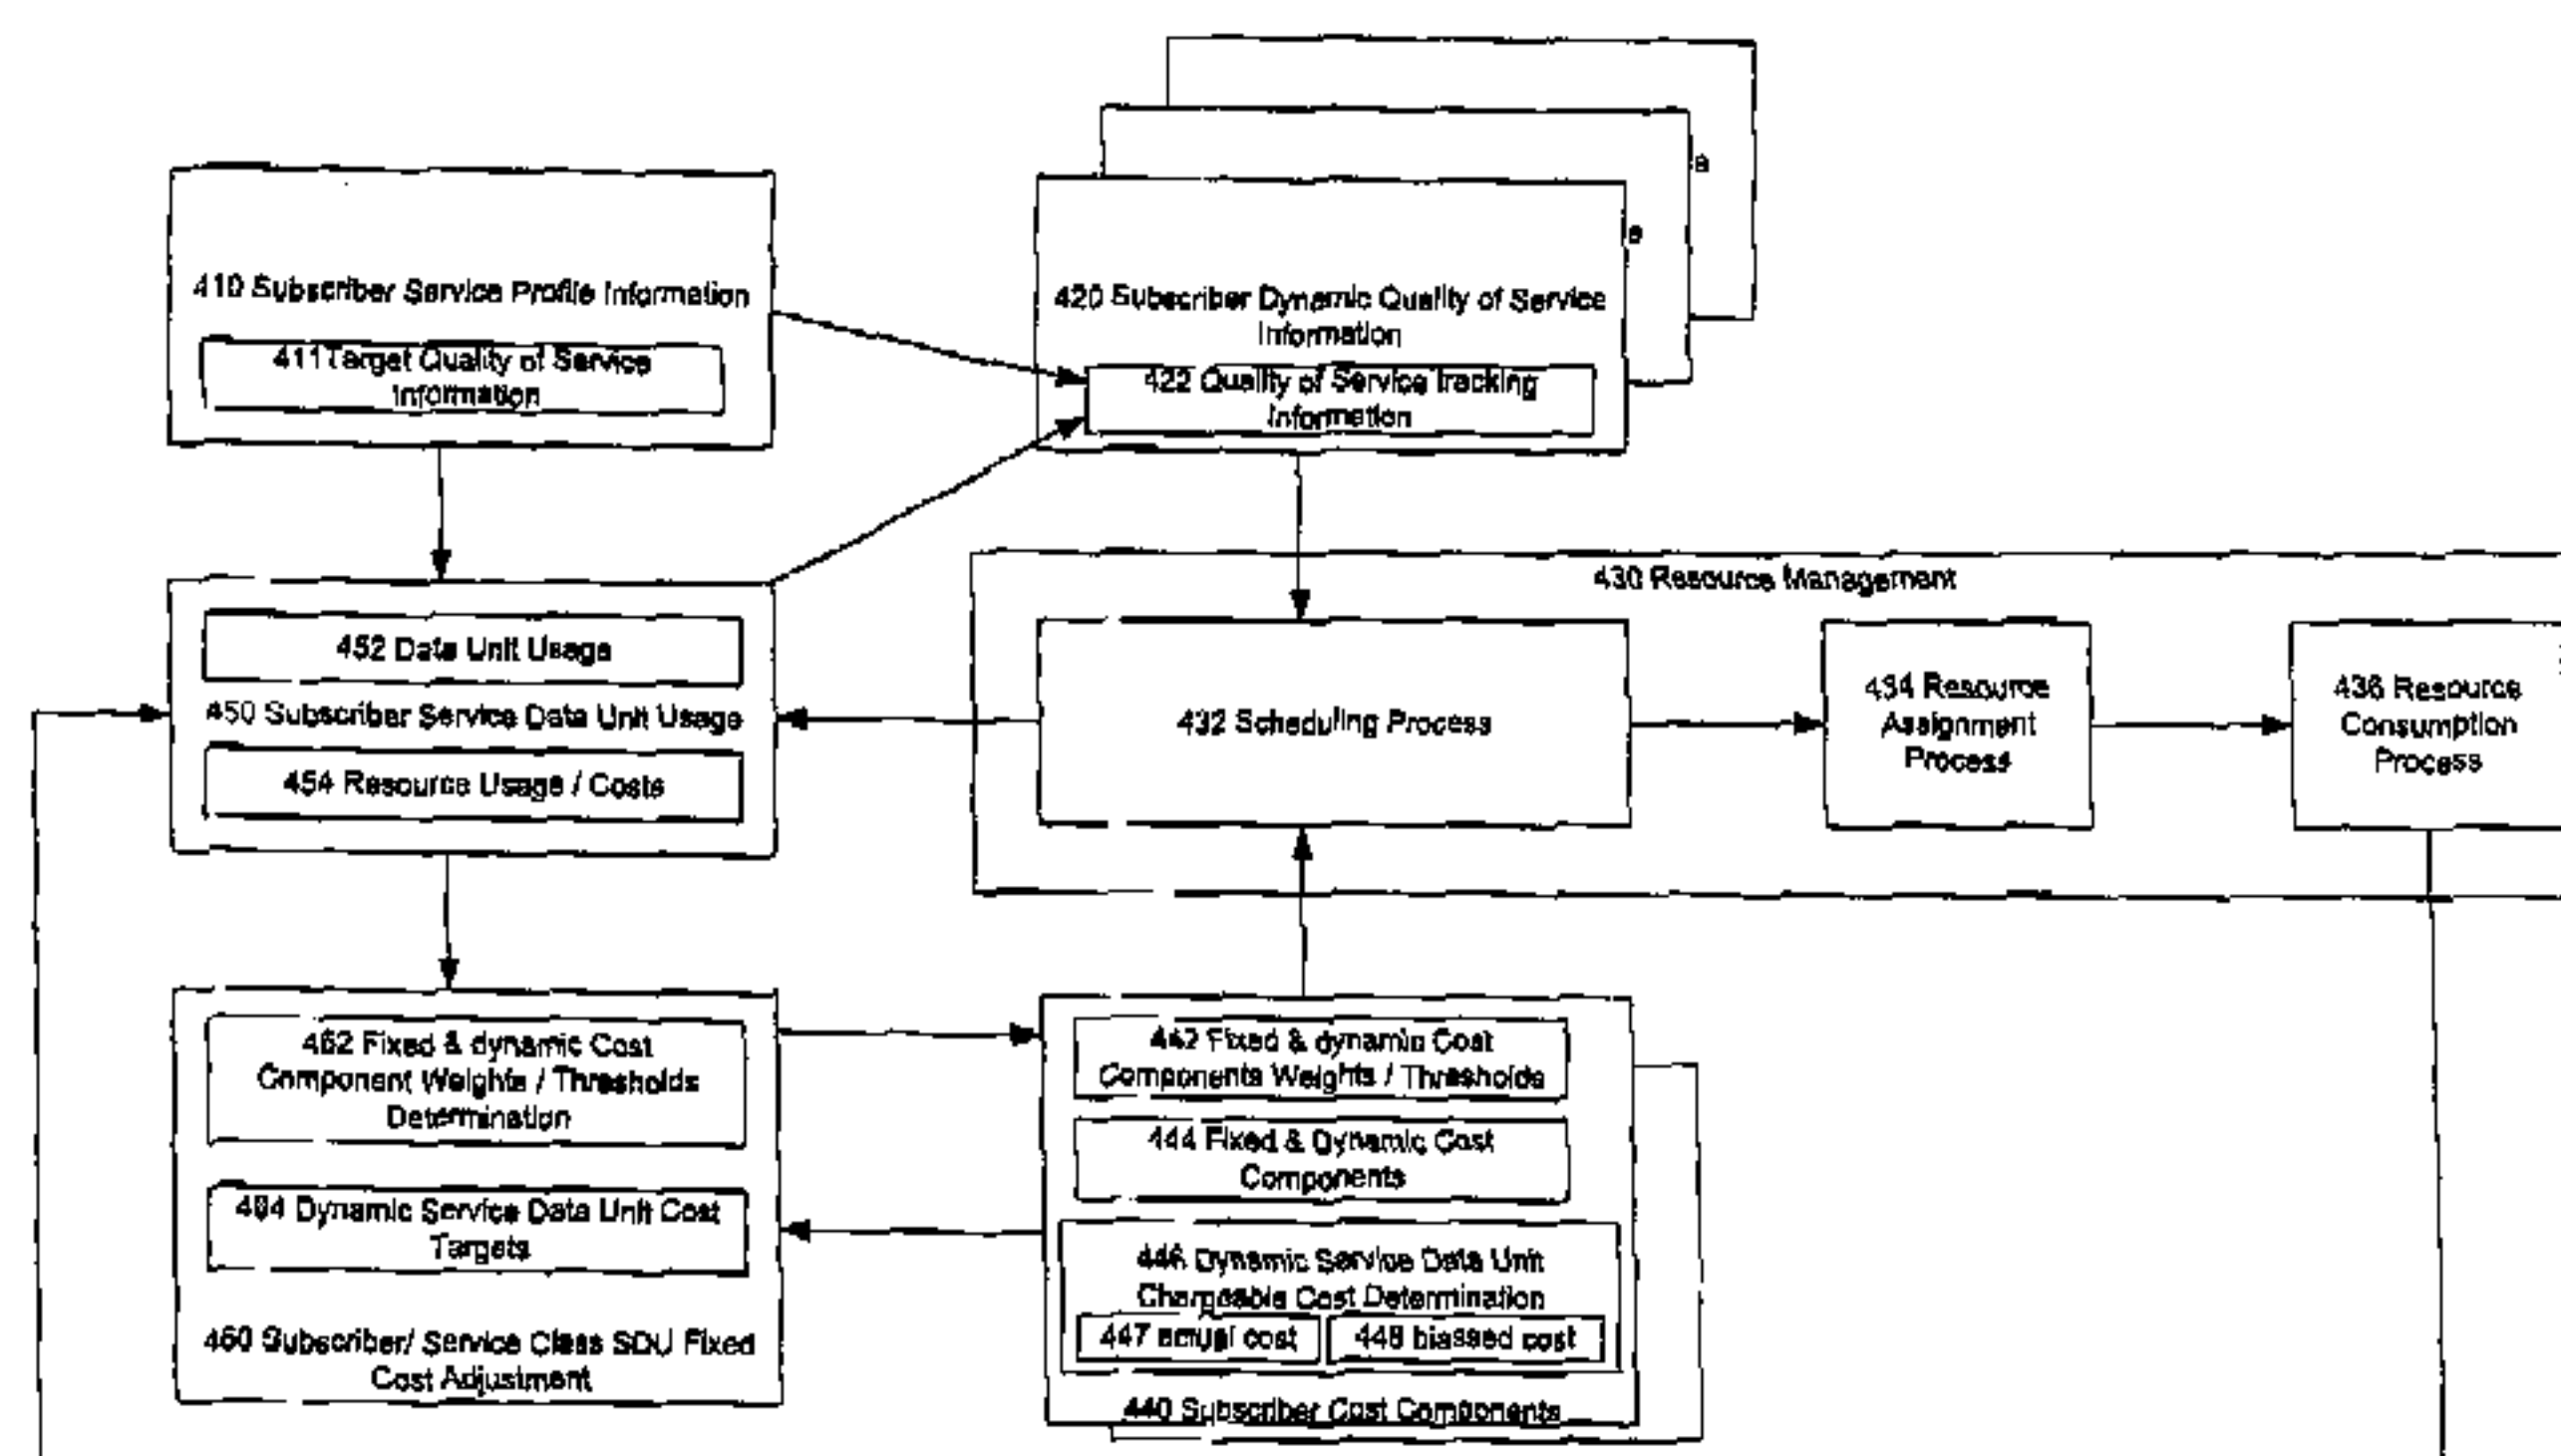 410 Subscriber Service Profile Information
411 Target Quality of Service
Information
e
e
420 Subscriber Dynamic Quality of Service
Information
422 Quality of Service tracking
Information
430 Resource Management
452 Data Unit Usage
450 Subscriber Service Data Unit Usage
454 Resource Usage / Costs
432 Scheduling Process
434 Resource
Assignment
Process
436 Resource
Consumption
Process
462 Fixed & dynamic Cost
Component Weights / Thresholds
Determination
464 Dynamic Service Data Unit Cost
Targets
460 Subscriber/ Service Class SDU Fixed
Cost Adjustment
442 Fixed & dynamic Cost
Components Weights / Thresholds
444 Fixed & Dynamic Cost
Components
446 Dynamic Service Data Unit
Chargeable Cost Determination
447 actual cost
448 biassed cost
440 Subscriber Cost Components